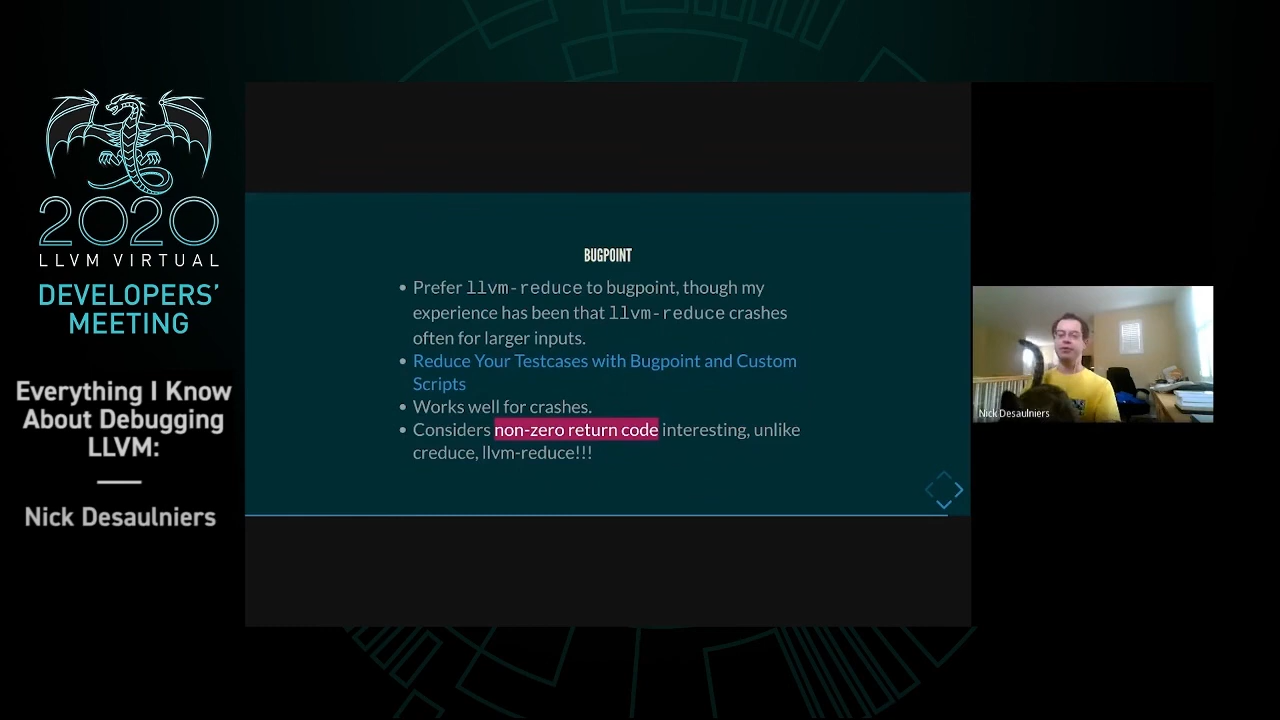 2020
LLVM VIRTUAL
DEVELOPERS'
MEETING
Everything I Know
About Debugging
LLVM:
Nick Desaulniers
BUGPOINT
• Prefer llvm-reduce to bugpoint, though my
experience has been that llvm-reduce crashes
often for larger inputs.
• Reduce Your Testcases with Bugpoint and Custom
Scripts
• Works well for crashes.
• Considers non-zero return code interesting, unlike
creduce, llvm-reduce!!!
Nick Desaulniers